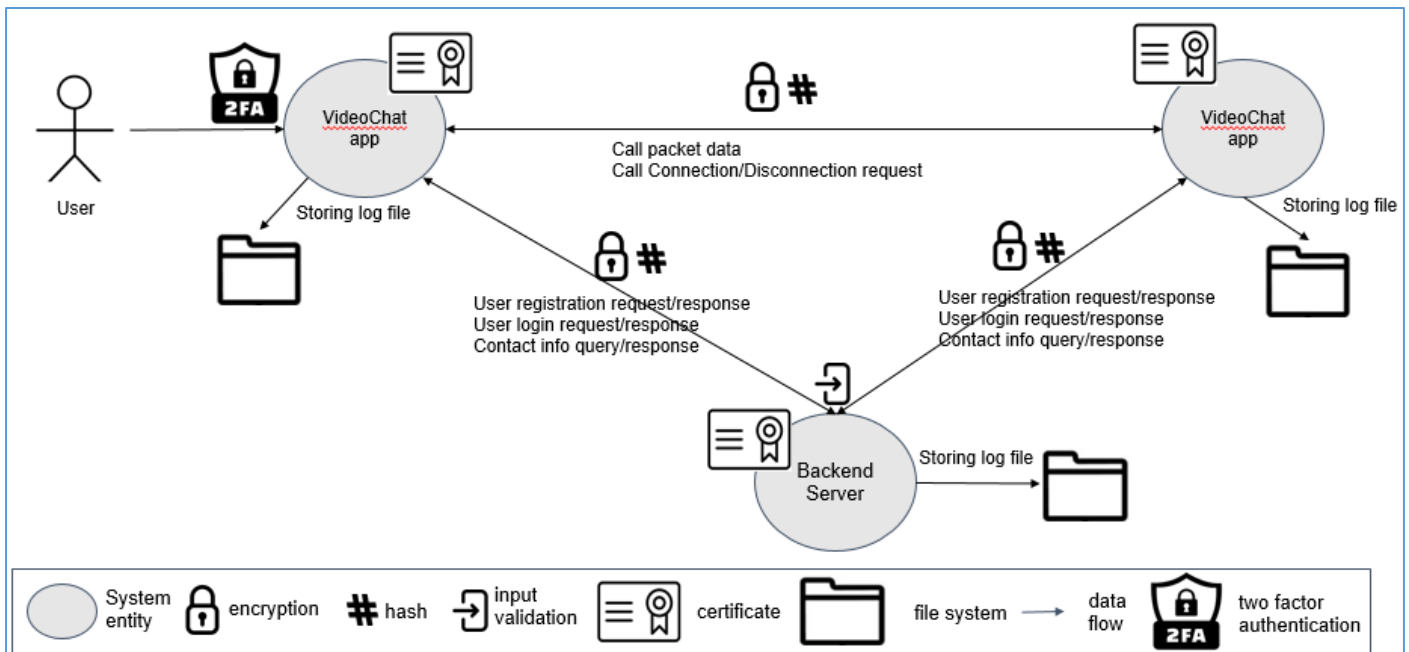 2FA
VideoChat
app
VideoChat
app
Call packet data
Call Connection/Disconnection request
User
Storing log file
Storing log file
User registration request/response
User login request/response
Contact info query/response
User registration request/response
User login request/response
Contact info query/response
Backend
Server
Storing log file
System
entity
encryption
hash
input
validation
certificate
file system
data
flow
2FA
two factor
authentication